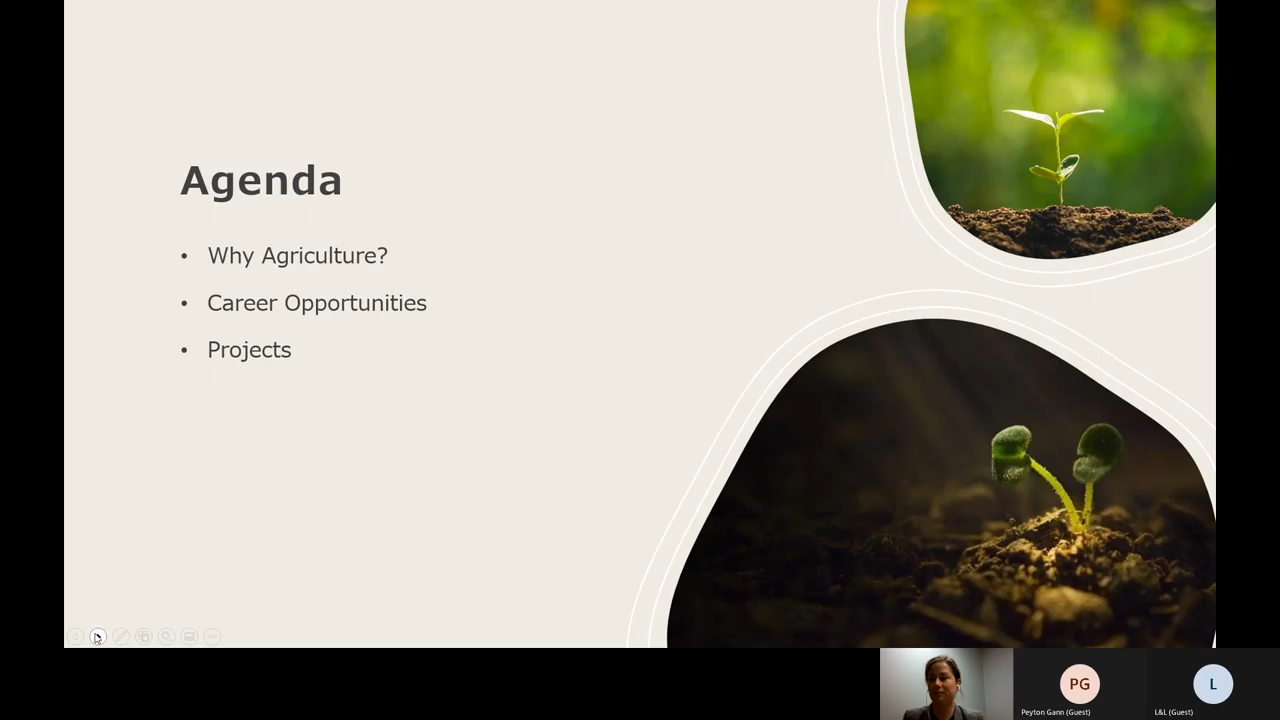 Agenda
• Why Agriculture?
• Career Opportunities
• Projects
PG
L
Peyton Gann (Guest)
L&L (Guest)